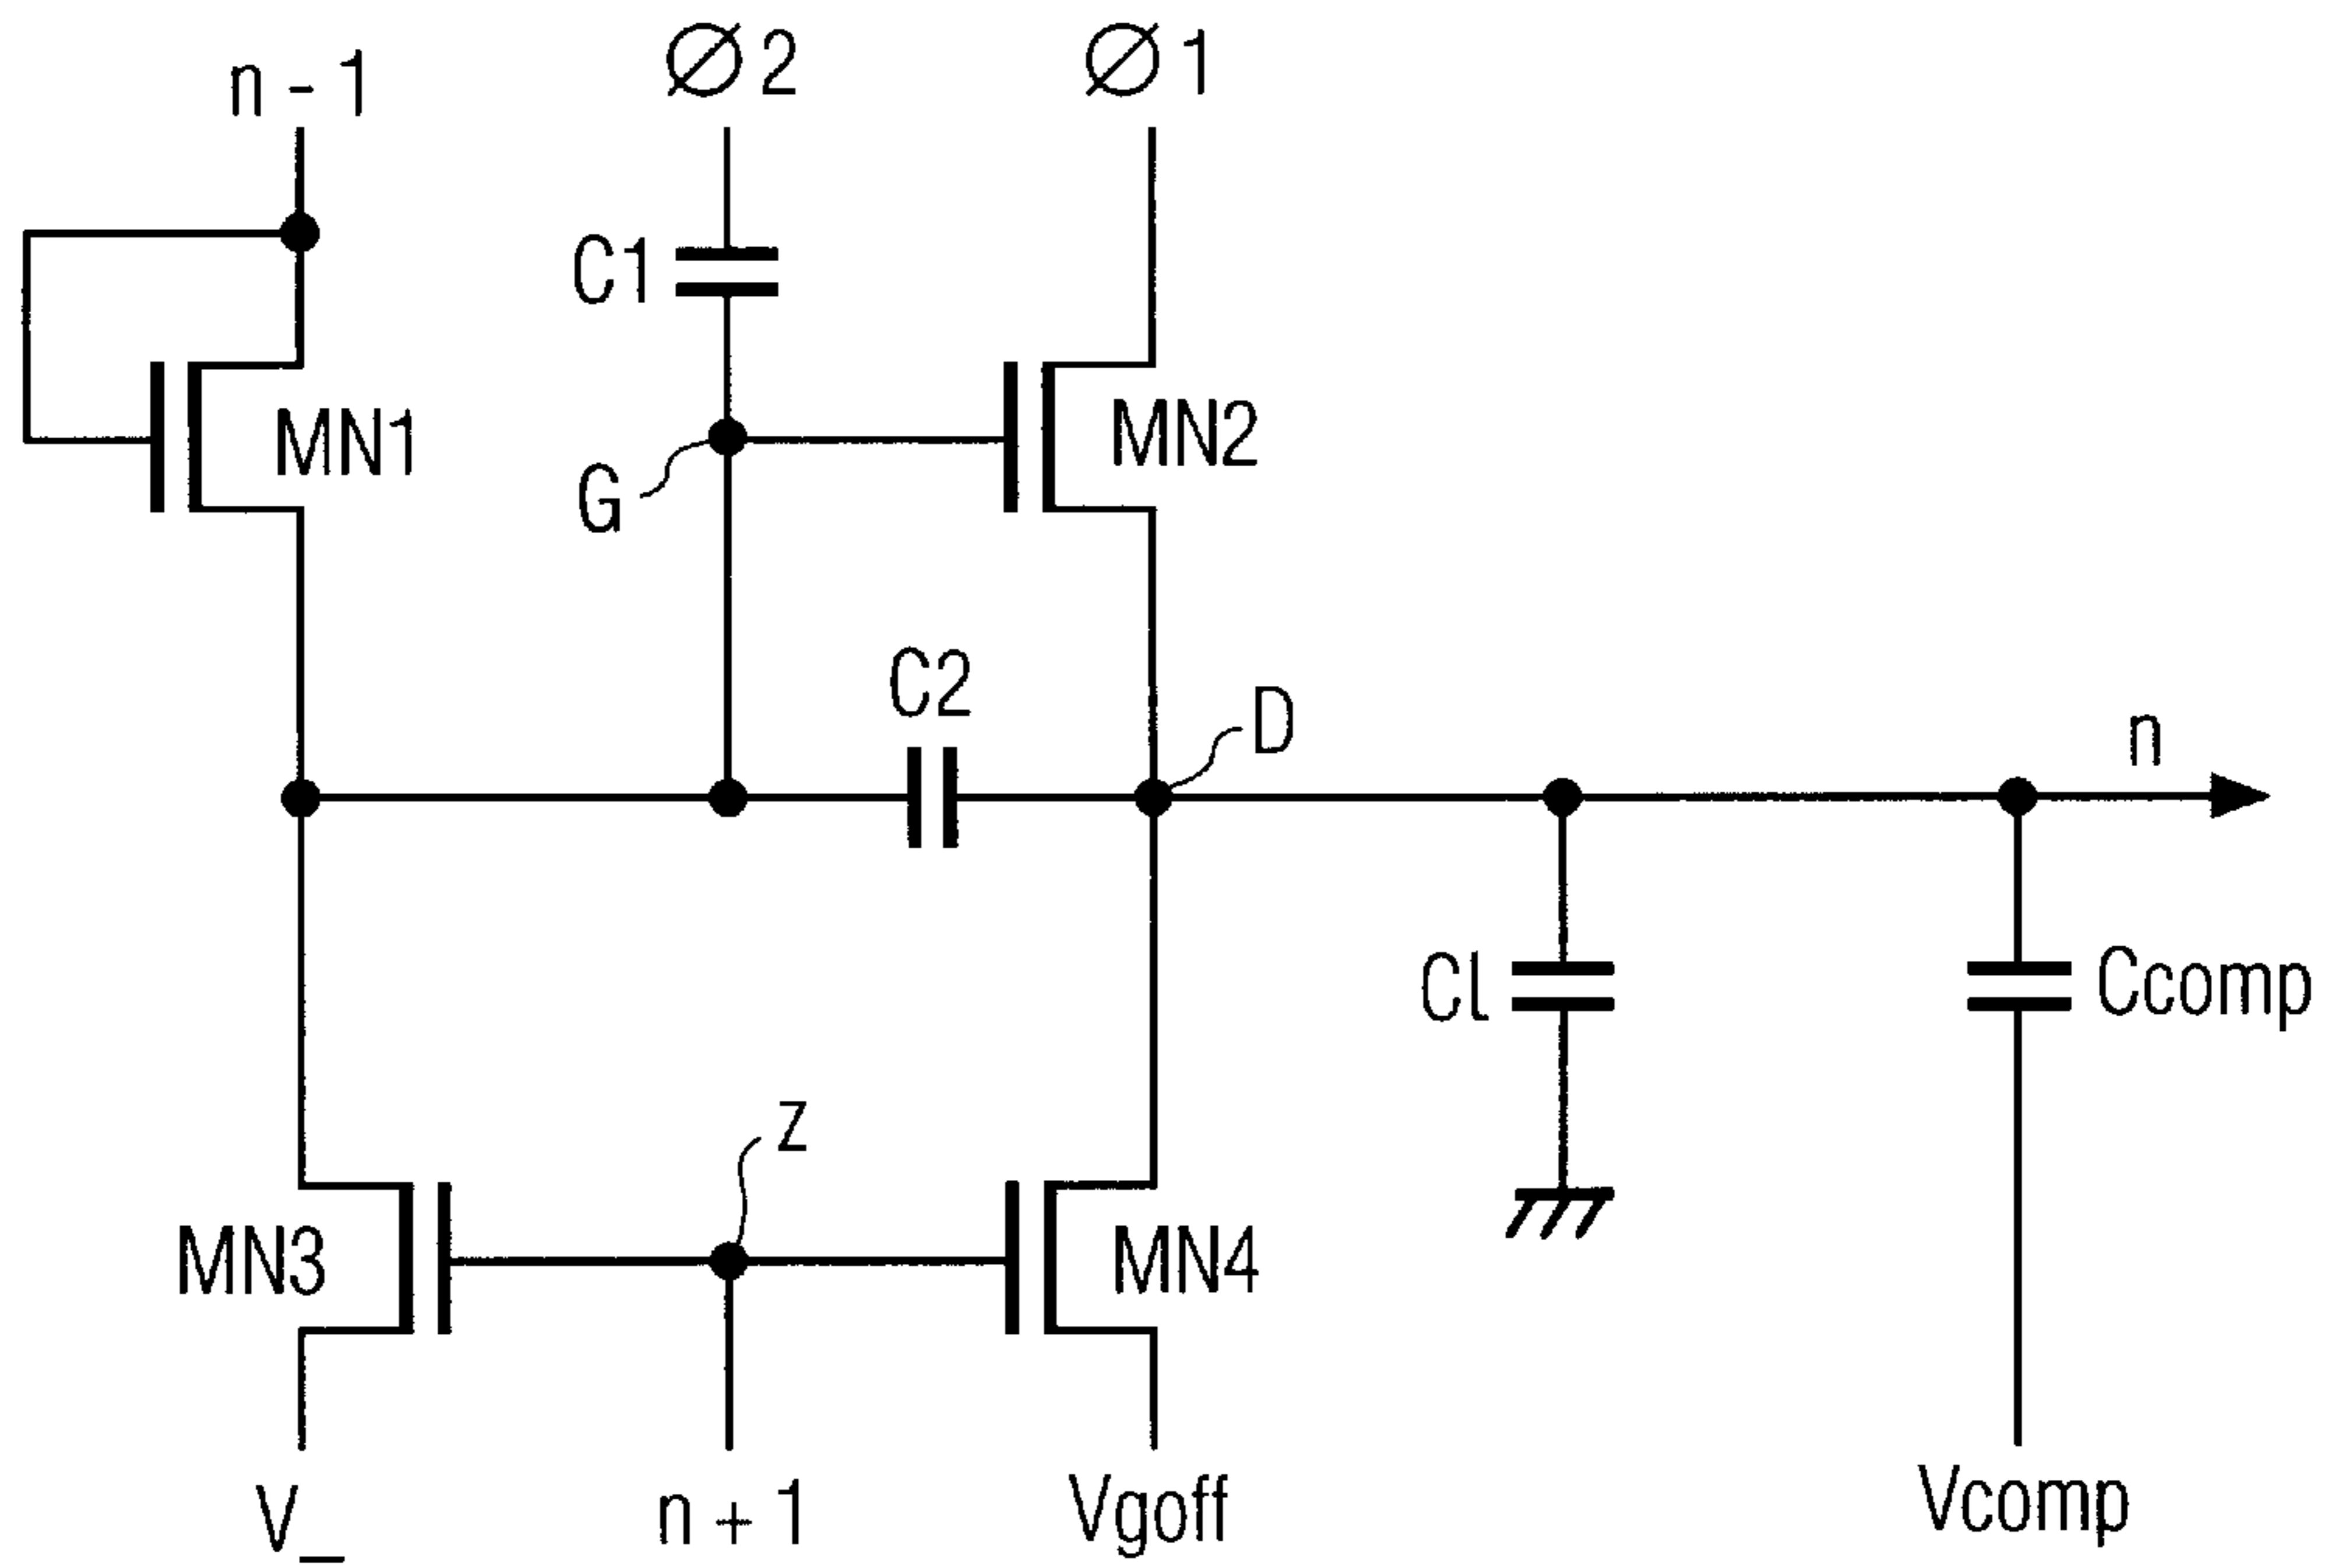 n - 1
Ø2
Ø1
C1
MN1
MN2
G
C2
D
n
Cl
Ccomp
z
MN3
MN4
V_
n + 1
Vgoff
Vcomp